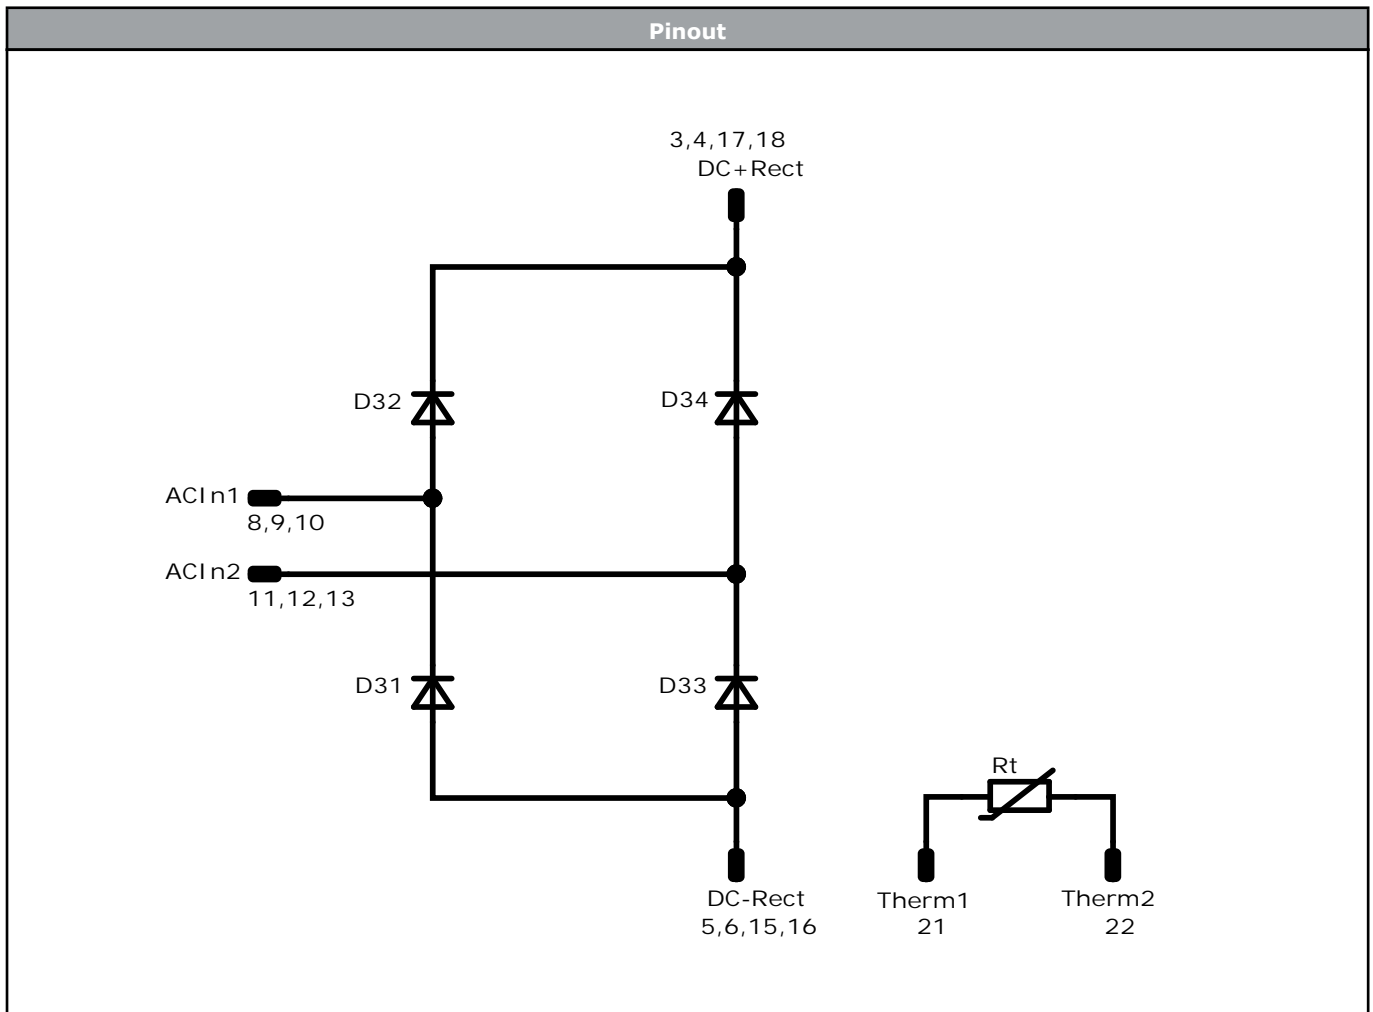 Pinout
3,4,17,18
DC+Rect
D32
D34
ACIn1
8,9,10
ACIn2
11,12,13
D31
D33
Rt
DC-Rect
5,6,15,16
Therm1
21
Therm2
22